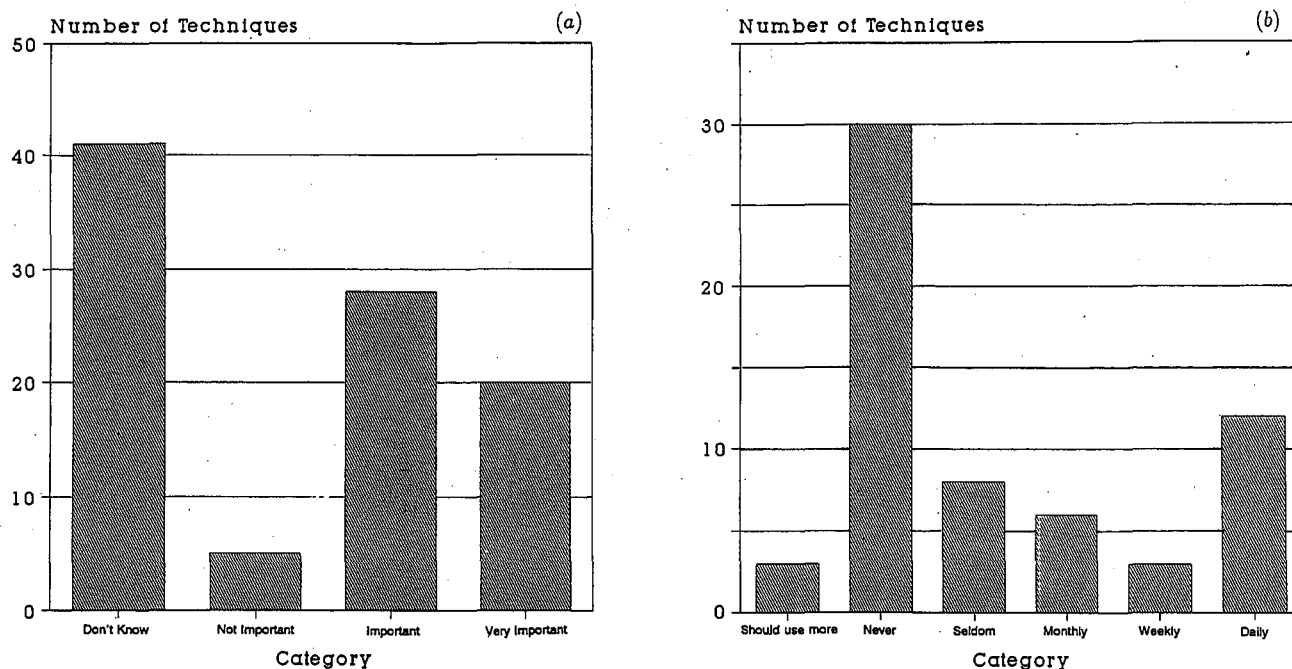 Number of Techniques (a)
50
40
30
20
10
0
Don't Know Not Important Important Very Important
Category
Number of Techniques (b)
30
20
10
0
Should use more Never Seldom Monthly Weekly Daily
Category